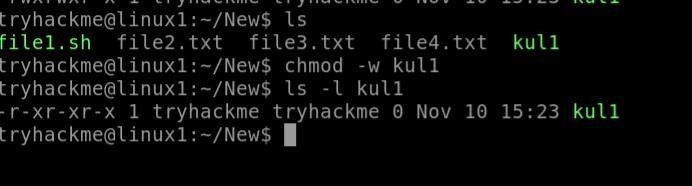 -rwxrwxr-x 1 tryhackme tryhackme 0 Nov 10 15:23 kul1
tryhackme@linux1:~/New$ ls
file1.sh file2.txt file3.txt file4.txt kul1
tryhackme@linux1:~/New$ chmod -w kul1
tryhackme@linux1:~/New$ ls -l kul1
-r-xr-xr-x 1 tryhackme tryhackme 0 Nov 10 15:23 kul1
tryhackme@linux1:~/New$